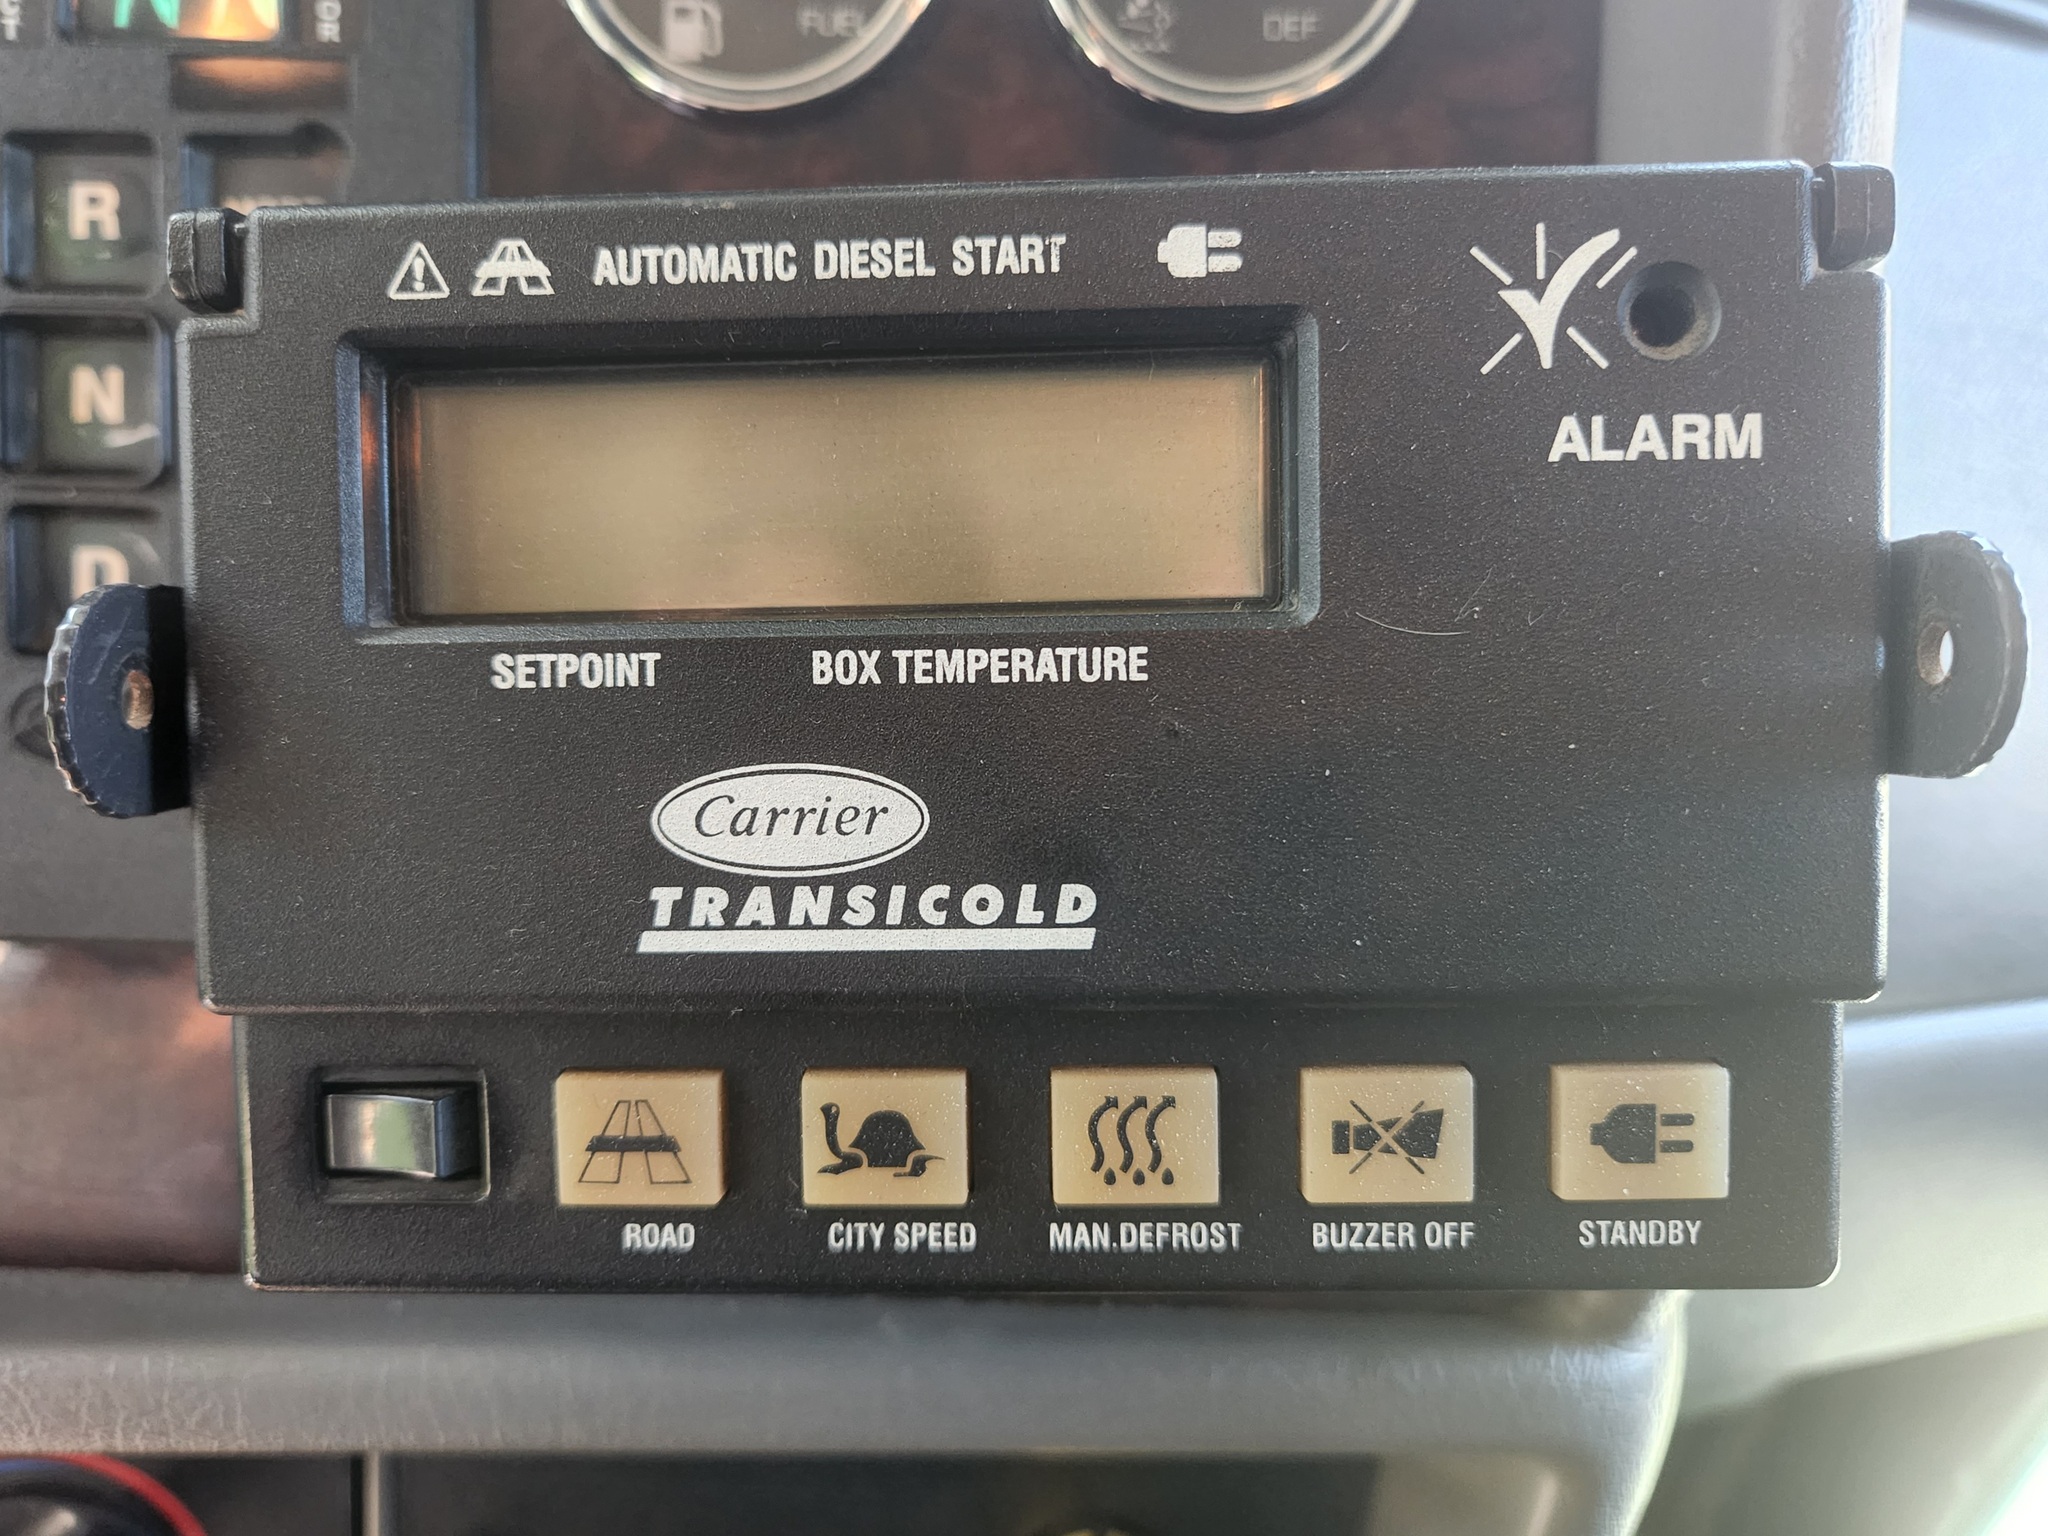 FUEL
DEF
R
N
D
AUTOMATIC DIESEL START
ALARM
SETPOINT
BOX TEMPERATURE
Carrier
TRANSICOLD
ROAD
CITY SPEED
MAN.DEFROST
BUZZER OFF
STANDBY